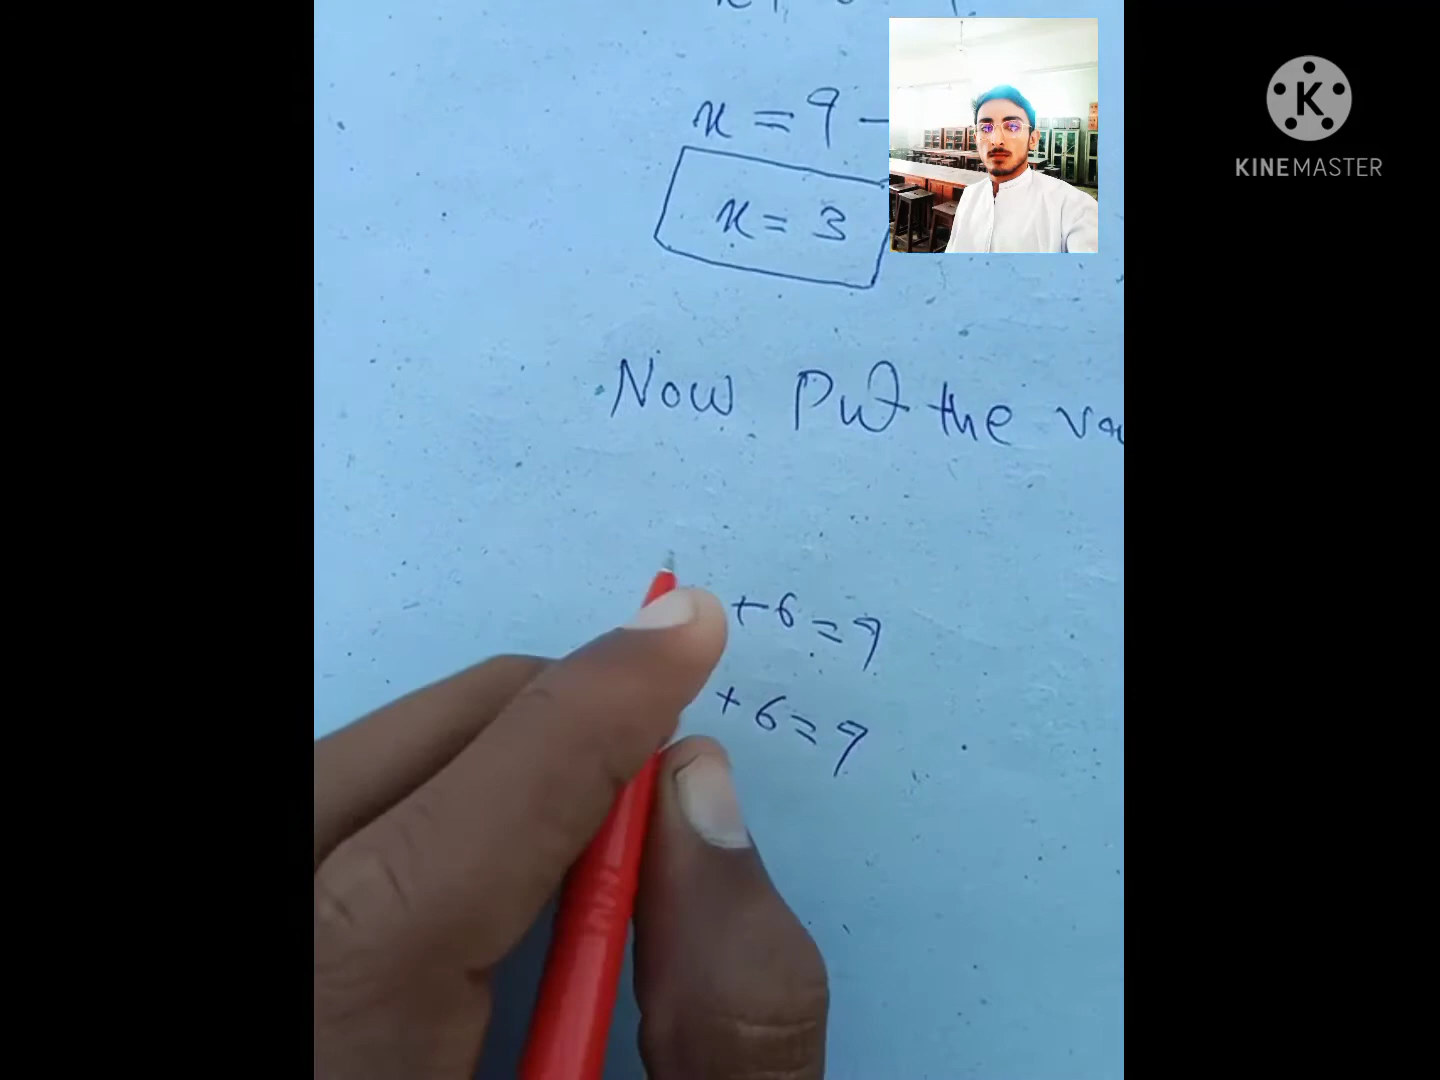 x = 9 -
x = 3
Now Put the
+ 6 = 9
+ 6 = 9
KINEMASTER